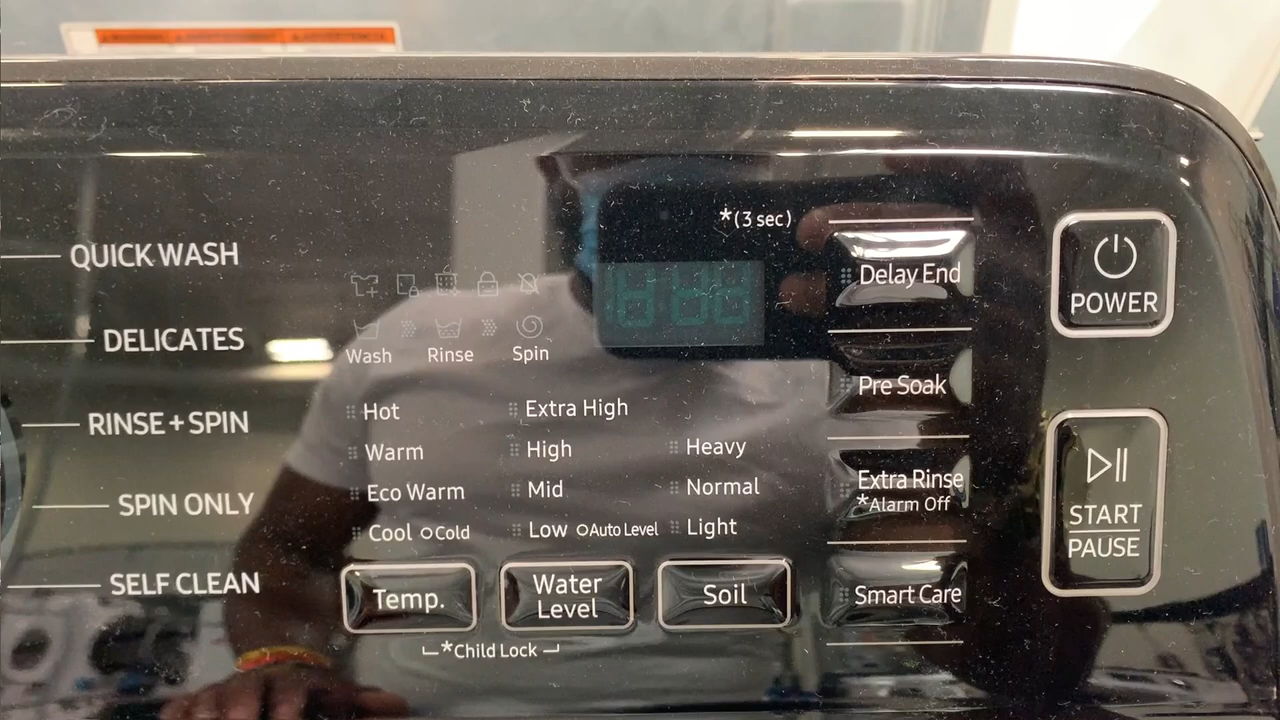 QUICK WASH
DELICATES
RINSE + SPIN
SPIN ONLY
SELF CLEAN
Wash Rinse Spin
Hot
Warm
Eco Warm
Cool Cold
Temp.
Extra High
High
Mid
Low Auto Level
Water
Level
*Child Lock
Heavy
Normal
Light
Soil
*(3 sec)
Delay End
Pre Soak
Extra Rinse
*Alarm Off
Smart Care
POWER
START
PAUSE